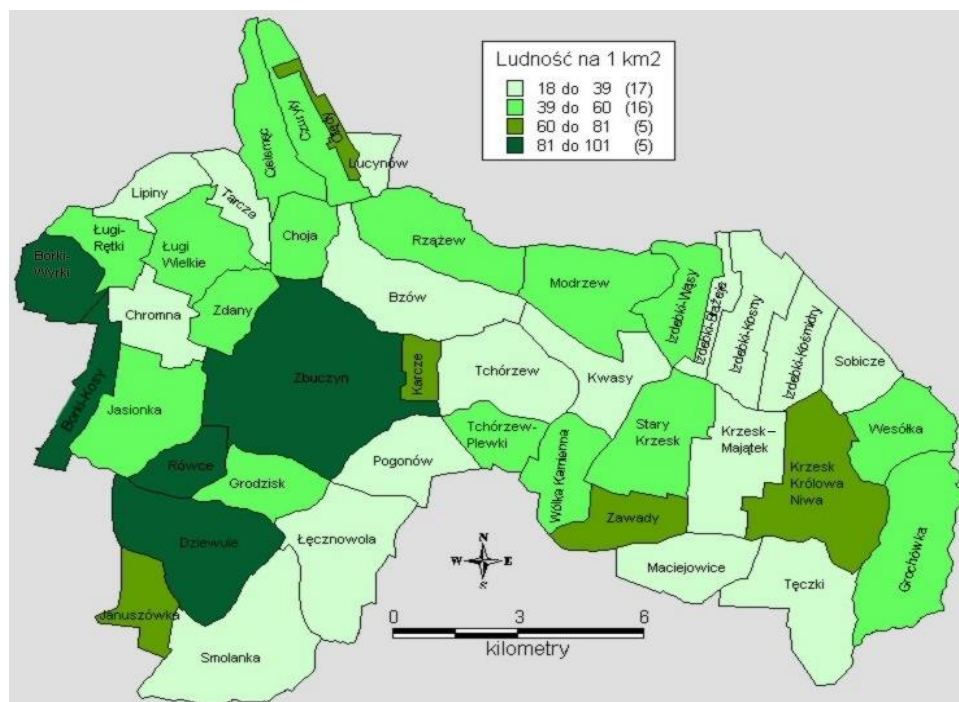 Ludność na 1 km2
18 do 39 (17)
39 do 60 (16)
60 do 81 (5)
81 do 101 (5)
Cielemęc
Czuryły
Lucynów
Lipiny
Tarcze
Ługi-
Rętki
Ługi
Wielkie
Choja
Rzążew
Borki-
Wyrki
Modrzew
Izdebki-Wąsy
Izdebki-Błażeje
Izdebki-Kosny
Izdebki-Kośmidry
Chromna
Zdany
Bzów
Sobicze
Zbuczyn
Karcze
Tchórzew
Kwasy
Borki-Kosy
Jasionka
Tchórzew-
Plewki
Stary
Krzesk
Krzesk–
Majątek
Wesółka
Rówce
Pogonów
Wólka Kamienna
Krzesk
Królowa
Niwa
Grodzisk
Zawady
Dziewule
Łęcznowola
Grochówka
Maciejowice
Tęczki
Januszówka
Smolanka
N
W E
S
0 3 6
kilometry